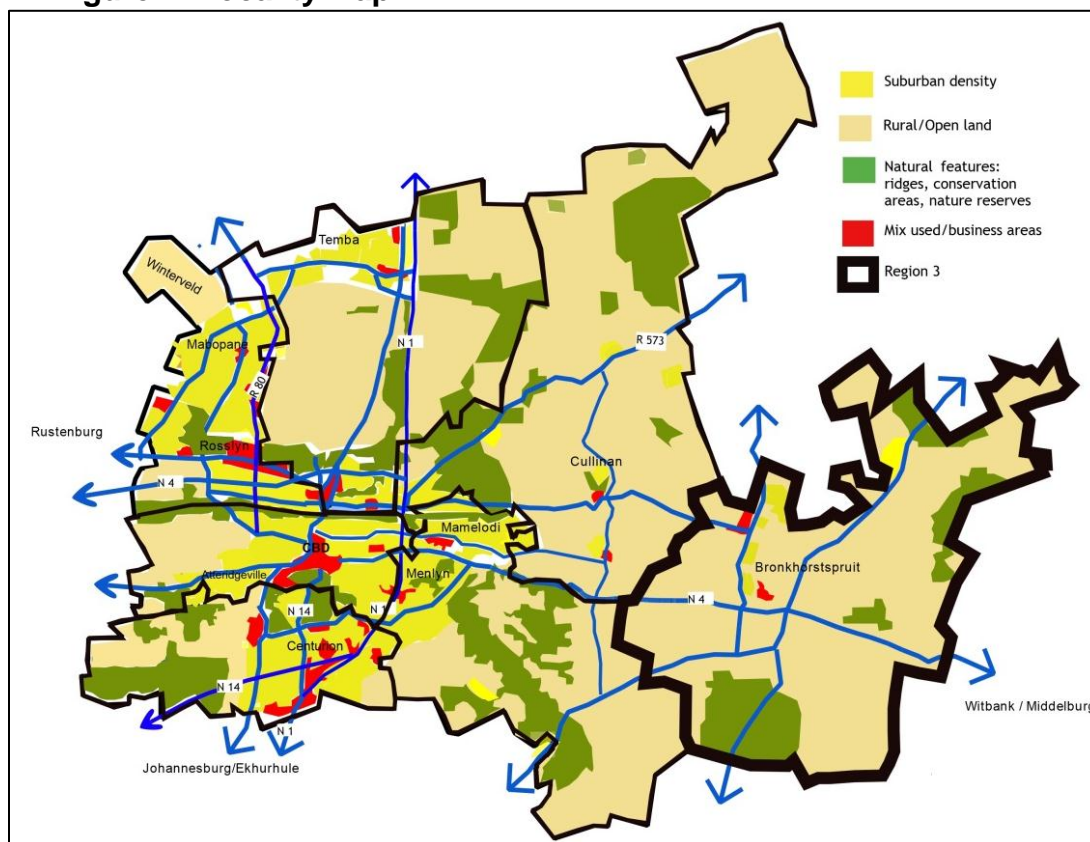 Suburban density
Rural/Open land
Natural features:
ridges, conservation
areas, nature reserves
Mix used/business areas
Region 3
Temba
Winterveld
Mabopane
N 1
R 573
R 80
Rustenburg
Rosslyn
N 4
Cullinan
Mamelodi
CBD
Atteridgeville
Menlyn
Bronkhorstspruit
N 4
N 14
N 1
Centurion
N 14
N 1
Witbank / Middelburg
Johannesburg/Ekhurhule